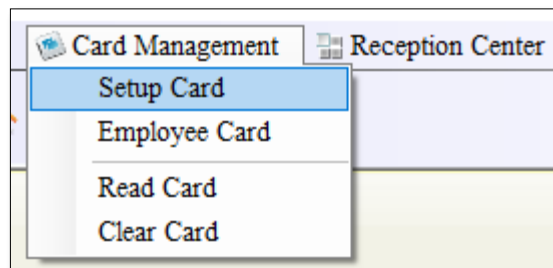 Card Management Reception Center
Setup Card
Employee Card
Read Card
Clear Card